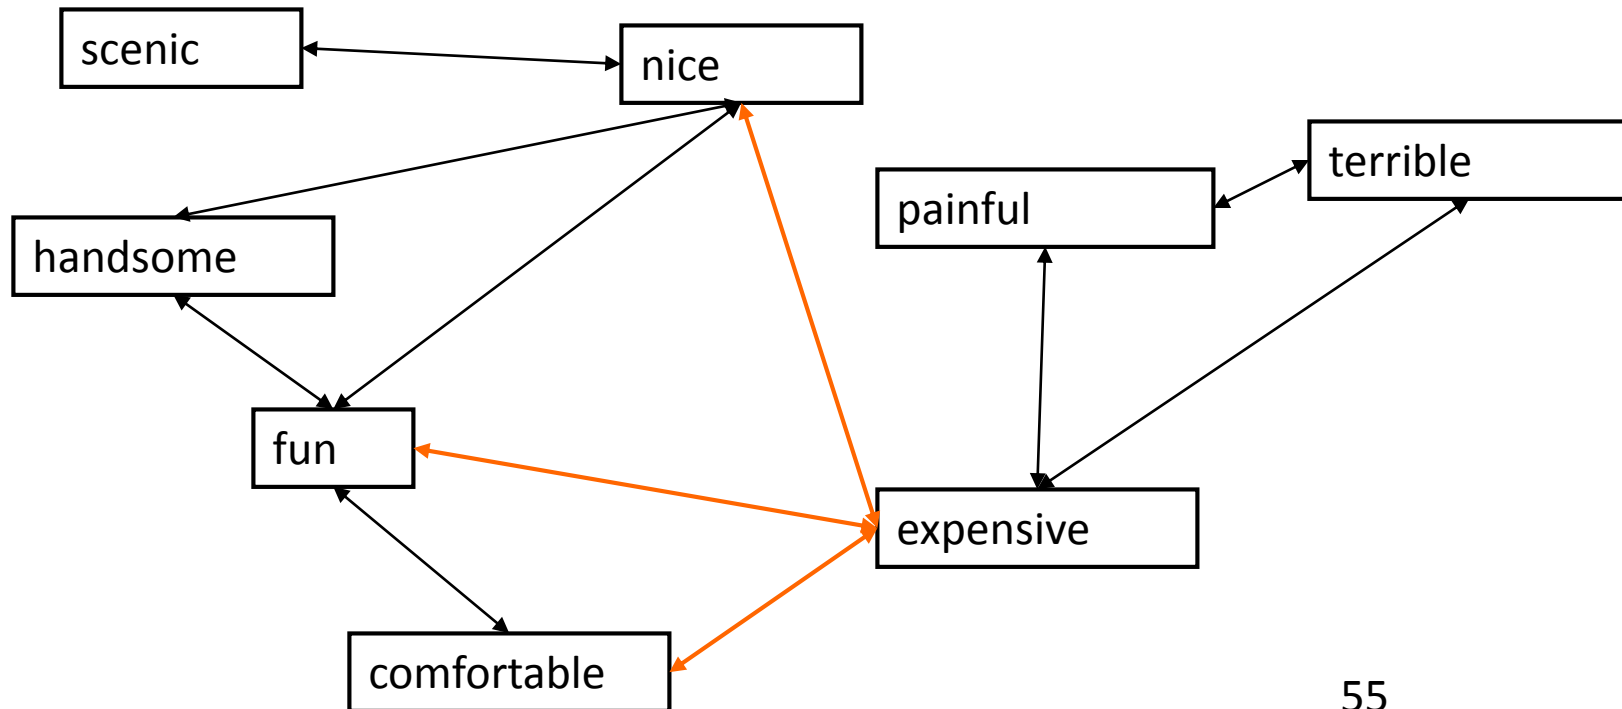 scenic
nice
terrible
painful
handsome
fun
expensive
comfortable
55